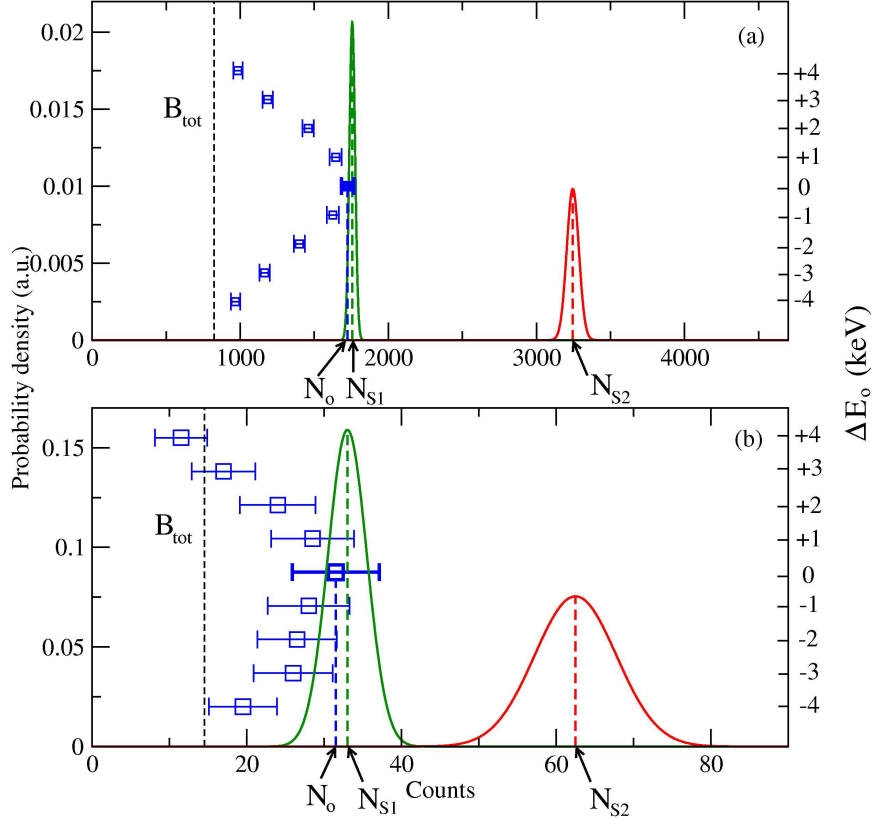 0.02
0.015
0.01
0.005
0
(a)
B_tot
+4
+3
+2
+1
0
-1
-2
-3
-4
0 1000 2000 3000 4000
N_o N_S1 N_S2
Probability density (a.u.)
ΔE_o (keV)
0.15
0.1
0.05
0
(b)
B_tot
+4
+3
+2
+1
0
-1
-2
-3
-4
0 20 40 60 80
N_o N_S1 Counts N_S2